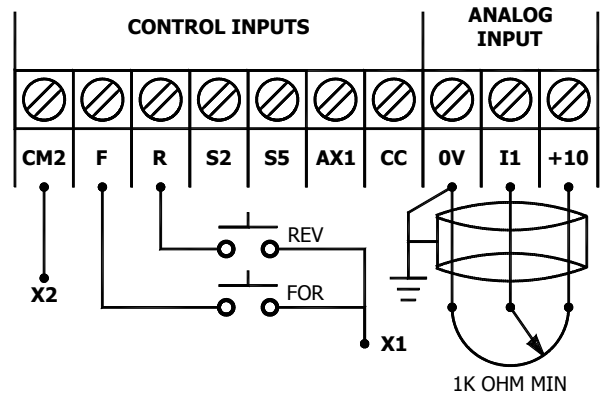 CONTROL INPUTS
ANALOG
INPUT
CM2 F R S2 S5 AX1 CC 0V I1 +10
REV
FOR
X2
X1
1K OHM MIN